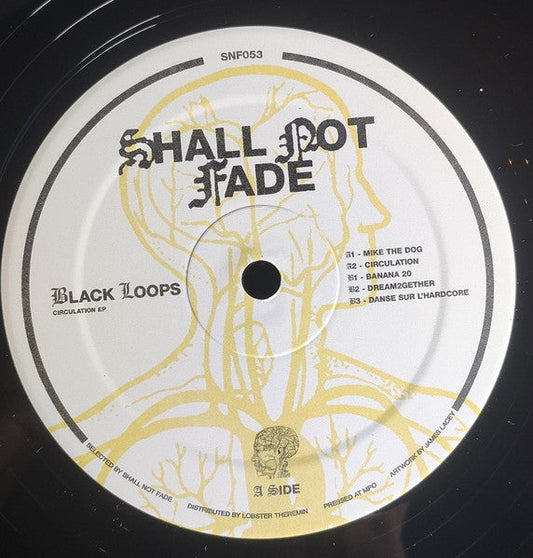 SNF053
SHALL NOT
FADE
BLACK LOOPS
CIRCULATION EP
A1 - MIKE THE DOG
A2 - CIRCULATION
B1 - BANANA 20
B2 - DREAM2GETHER
B3 - DANSE SUR L'HARDCORE
A SIDE
SELECTED BY SHALL NOT FADE
DISTRIBUTED BY LOBSTER THEREMIN
PRESSED AT MPO
ARTWORK BY JAMES LACEY